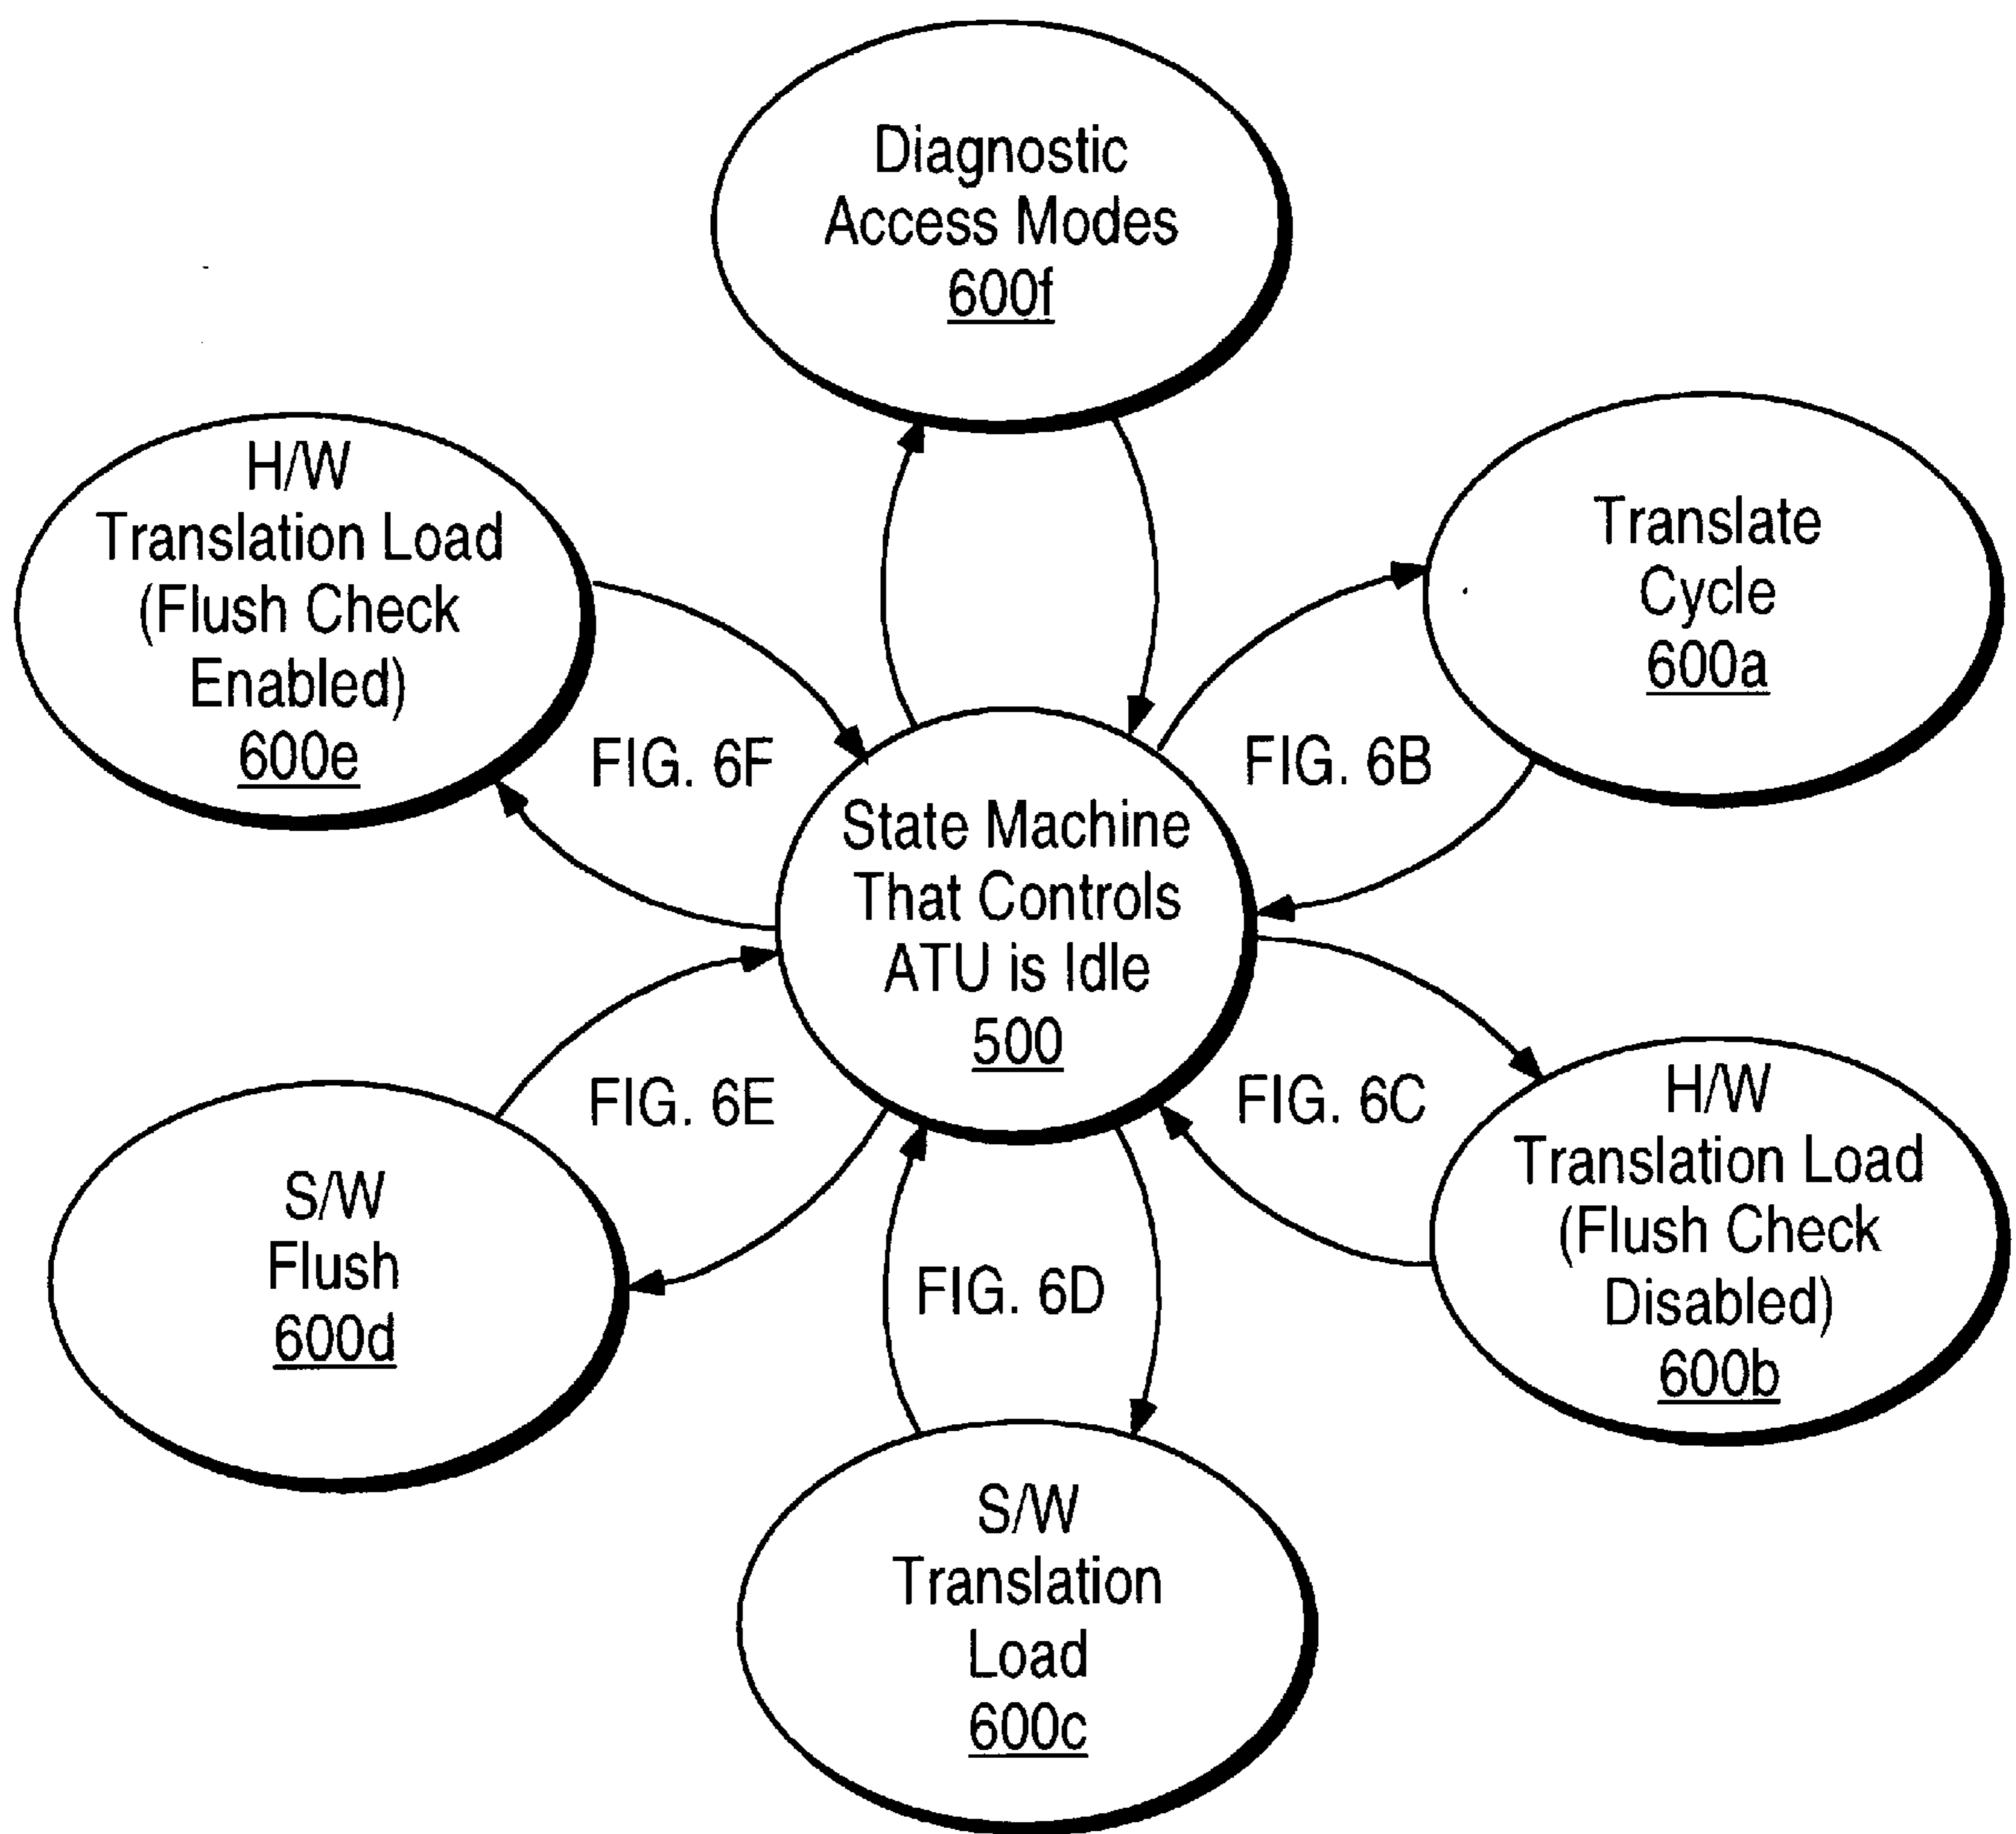 Diagnostic
Access Modes
600f
H/W
Translation Load
(Flush Check
Enabled)
600e
Translate
Cycle
600a
FIG. 6F
FIG. 6B
State Machine
That Controls
ATU is Idle
500
FIG. 6E
FIG. 6C
S/W
Flush
600d
H/W
Translation Load
(Flush Check
Disabled)
600b
FIG. 6D
S/W
Translation
Load
600c